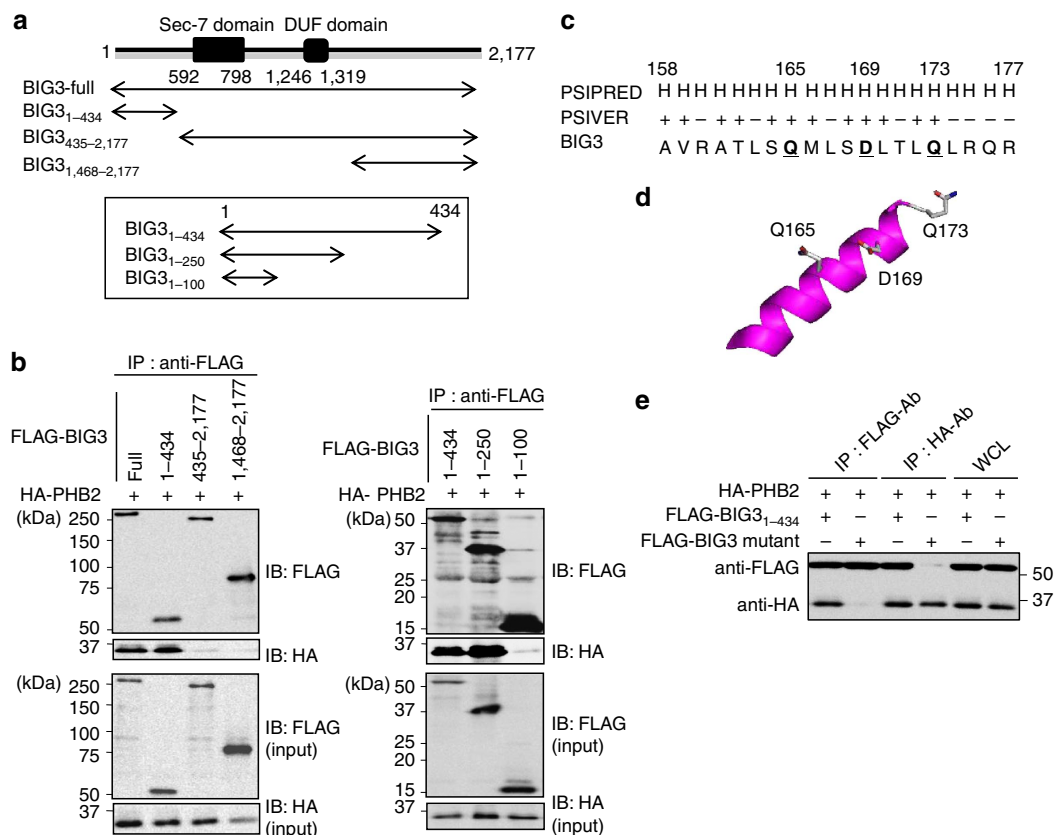 a
Sec-7 domain DUF domain
1 2,177
592 798 1,246 1,319
BIG3-full
BIG3₁₋₄₃₄
BIG3₄₃₅₋₂,₁₇₇
BIG3₁,₄₆₈₋₂,₁₇₇
1 434
BIG3₁₋₄₃₄
BIG3₁₋₂₅₀
BIG3₁₋₁₀₀
b
IP : anti-FLAG
FLAG-BIG3 Full 1–434 435–2,177 1,468–2,177
HA-PHB2 + + + +
(kDa)
250
150
100
75
50
IB: FLAG
37
IB: HA
(kDa)
250
150
100
75
50
IB: FLAG
(input)
37
IB: HA
(input)
IP : anti-FLAG
FLAG-BIG3 1–434 1–250 1–100
HA- PHB2 + + +
(kDa)
50
37
25
20
15
IB: FLAG
37
IB: HA
(kDa)
50
37
25
20
15
IB: FLAG
(input)
37
IB: HA
(input)
c
158 165 169 173 177
PSIPRED H H H H H H H H H H H H H H H H H H H H
PSIVER + + − + + + + + + − + + + − + + − − − −
BIG3 A V R A T L S Q M L S D L T L Q L R Q R
d
Q165
D169
Q173
e
IP : FLAG-Ab IP : HA-Ab WCL
HA-PHB2 + + + + + +
FLAG-BIG3₁₋₄₃₄ + − + − + −
FLAG-BIG3 mutant − + − + − +
anti-FLAG 50
anti-HA 37